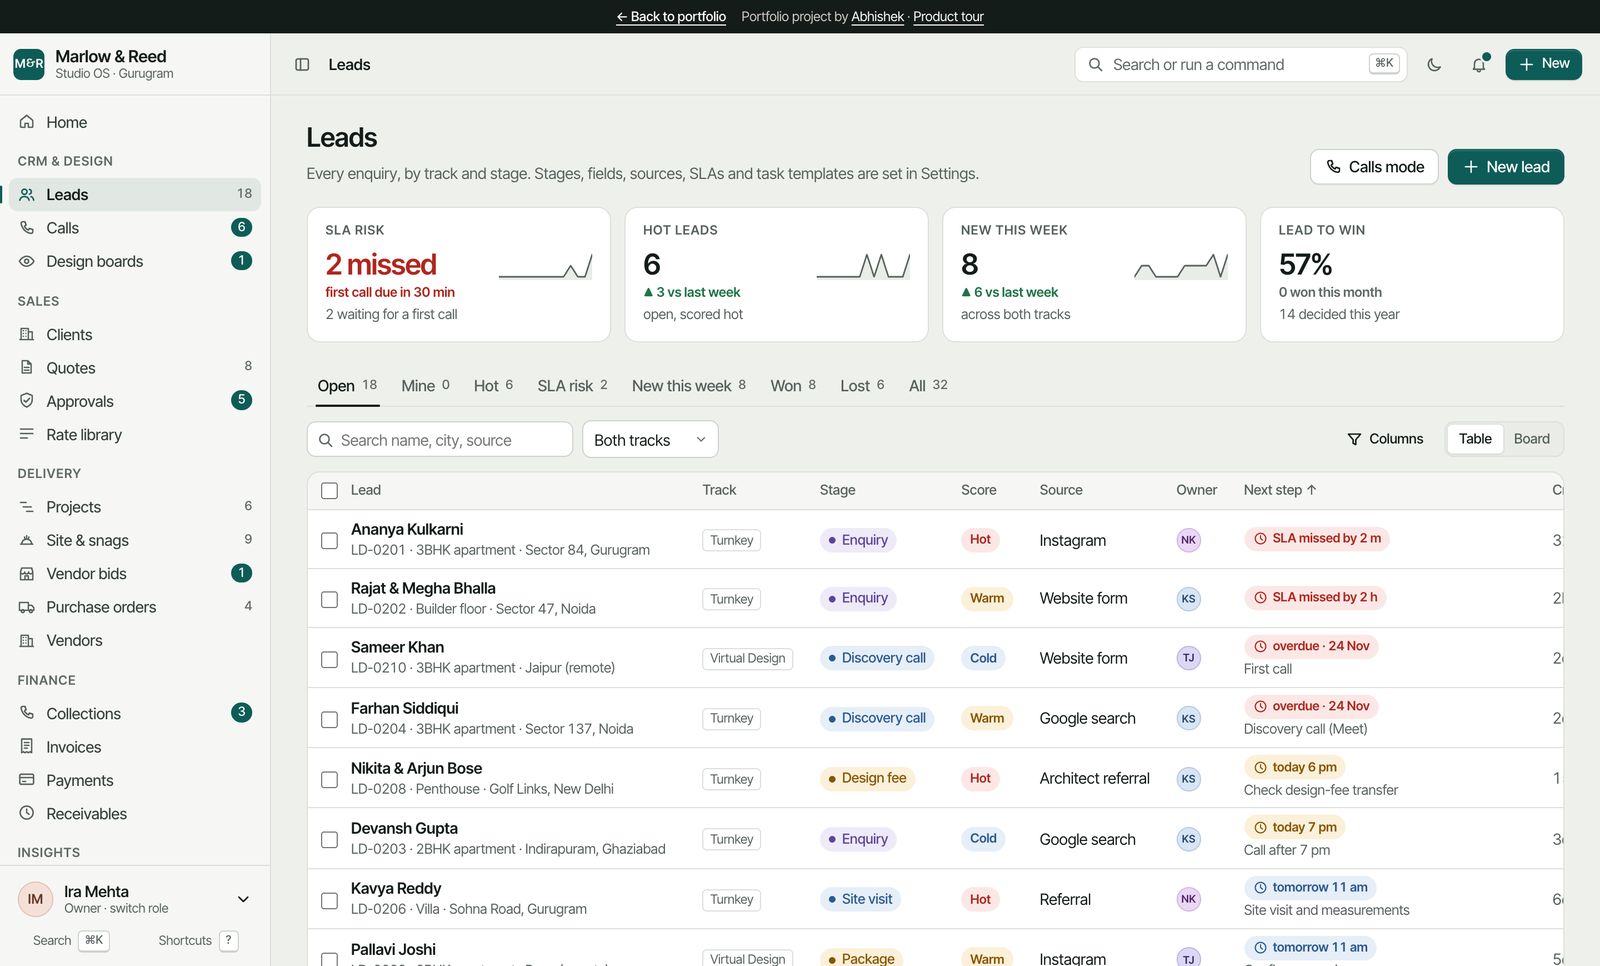 ← Back to portfolio Portfolio project by Abhishek · Product tour
M&R Marlow & Reed
Studio OS · Gurugram
Leads
Search or run a command ⌘K
+ New
Home
CRM & DESIGN
Leads 18
Calls 6
Design boards 1
SALES
Clients
Quotes 8
Approvals 5
Rate library
DELIVERY
Projects 6
Site & snags 9
Vendor bids 1
Purchase orders 4
Vendors
FINANCE
Collections 3
Invoices
Payments
Receivables
INSIGHTS
IM Ira Mehta
Owner · switch role
Search ⌘K Shortcuts ?
Leads
Every enquiry, by track and stage. Stages, fields, sources, SLAs and task templates are set in Settings.
Calls mode
+ New lead
SLA RISK
2 missed
first call due in 30 min
2 waiting for a first call
HOT LEADS
6
▲ 3 vs last week
open, scored hot
NEW THIS WEEK
8
▲ 6 vs last week
across both tracks
LEAD TO WIN
57%
0 won this month
14 decided this year
Open 18 Mine 0 Hot 6 SLA risk 2 New this week 8 Won 8 Lost 6 All 32
Search name, city, source Both tracks Columns Table Board
Lead Track Stage Score Source Owner Next step ↑
Ananya Kulkarni
LD-0201 · 3BHK apartment · Sector 84, Gurugram Turnkey Enquiry Hot Instagram NK SLA missed by 2 m
Rajat & Megha Bhalla
LD-0202 · Builder floor · Sector 47, Noida Turnkey Enquiry Warm Website form KS SLA missed by 2 h
Sameer Khan
LD-0210 · 3BHK apartment · Jaipur (remote) Virtual Design Discovery call Cold Website form TJ overdue · 24 Nov
First call
Farhan Siddiqui
LD-0204 · 3BHK apartment · Sector 137, Noida Turnkey Discovery call Warm Google search KS overdue · 24 Nov
Discovery call (Meet)
Nikita & Arjun Bose
LD-0208 · Penthouse · Golf Links, New Delhi Turnkey Design fee Hot Architect referral KS today 6 pm
Check design-fee transfer
Devansh Gupta
LD-0203 · 2BHK apartment · Indirapuram, Ghaziabad Turnkey Enquiry Cold Google search KS today 7 pm
Call after 7 pm
Kavya Reddy
LD-0206 · Villa · Sohna Road, Gurugram Turnkey Site visit Hot Referral NK tomorrow 11 am
Site visit and measurements
Pallavi Joshi
Virtual Design Package Warm Instagram TJ tomorrow 11 am